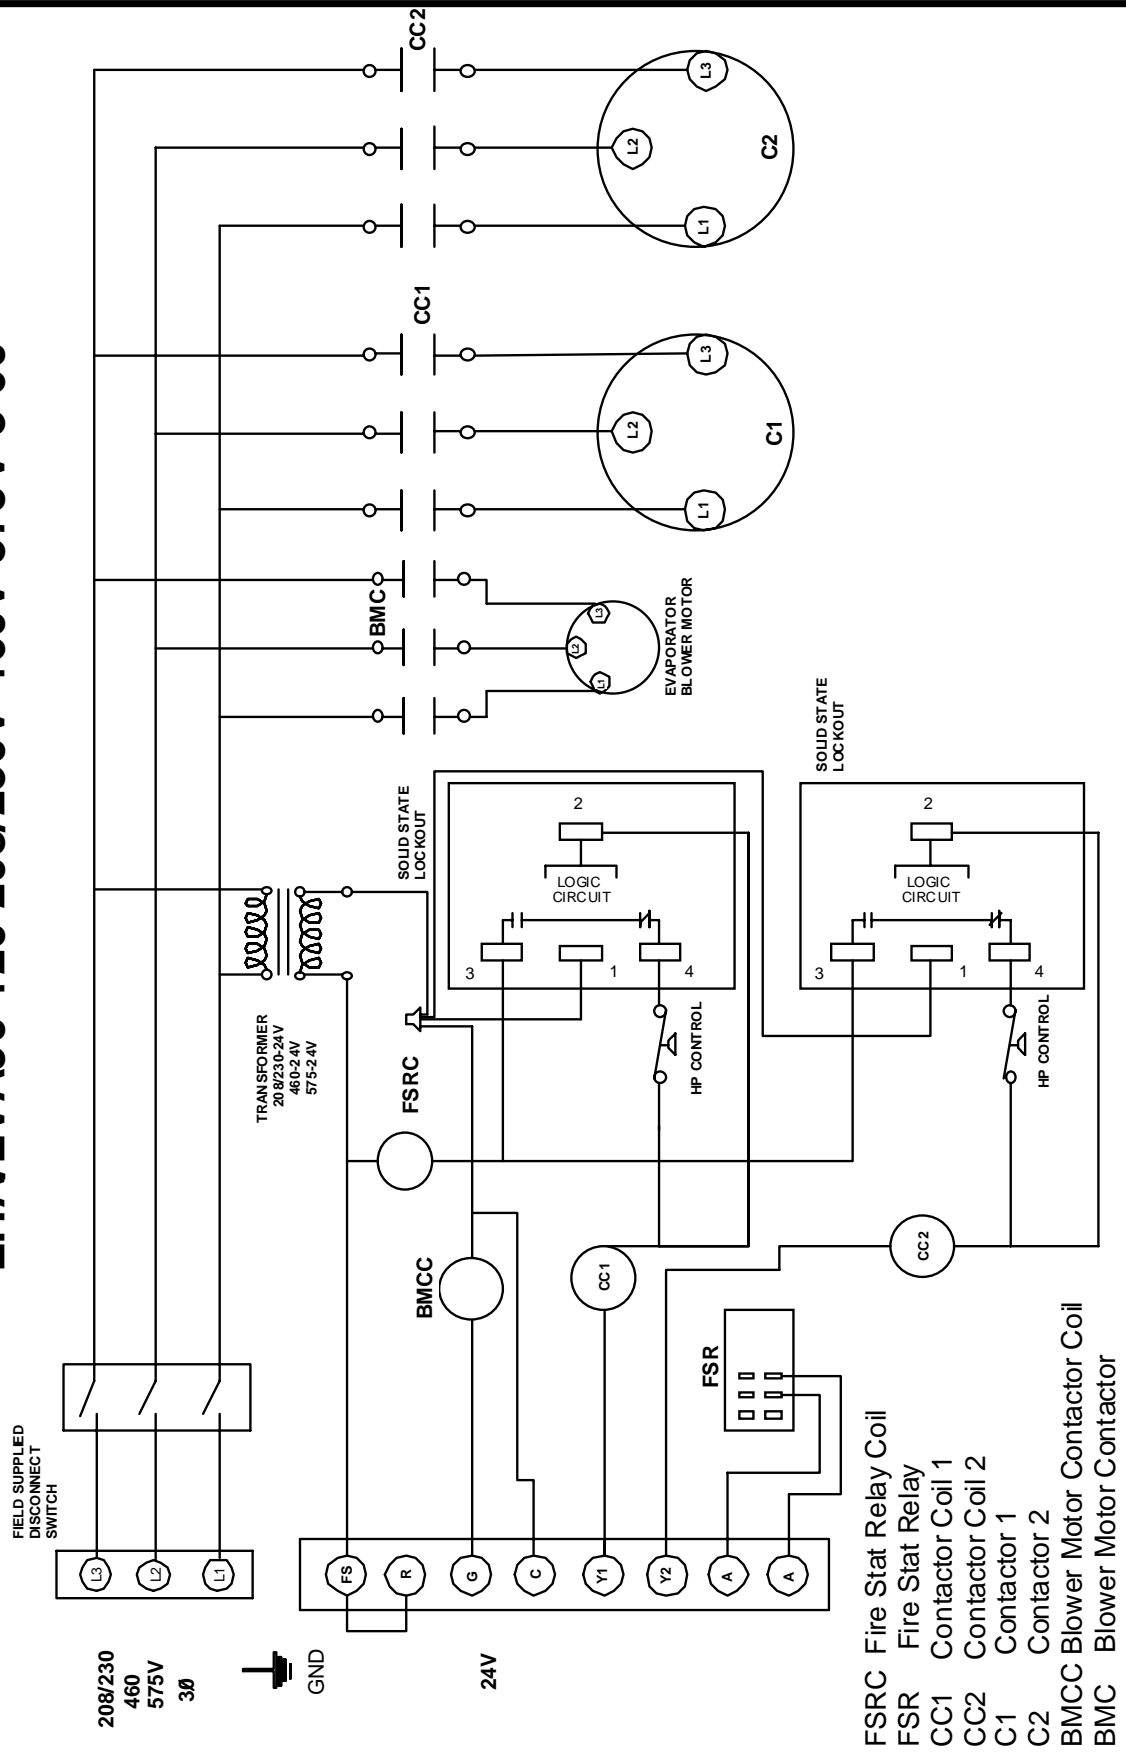 FIELD SUPPLIED
DISCONNECT
SWITCH
L3
L2
L1
208/230
460
575V
3Ø
GND
24V
FS
R
G
C
Y1
Y2
A
A
TRANSFORMER
208/230-24V
460-24V
575-24V
FSRC
BMCC
CC1
CC2
FSR
SOLID STATE
LOCKOUT
2
LOGIC
CIRCUIT
3
1
4
HP CONTROL
SOLID STATE
LOCKOUT
2
LOGIC
CIRCUIT
3
1
4
HP CONTROL
BMC
L1
L2
L3
EVAPORATOR
BLOWER MOTOR
CC1
L1
L2
L3
C1
CC2
L1
L2
L3
C2
FSRC Fire Stat Relay Coil
FSR Fire Stat Relay
CC1 Contactor Coil 1
CC2 Contactor Coil 2
C1 Contactor 1
C2 Contactor 2
BMCC Blower Motor Contactor Coil
BMC Blower Motor Contactor